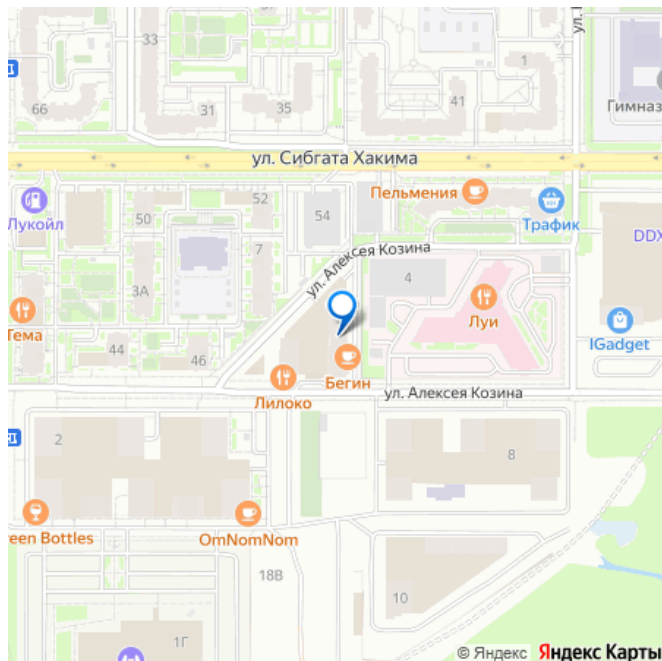 33
1
66
31
35
41
Гимназ
ул. Сибгата Хакима
Пельмения
52
Лукойл
50
54
Трафик
7
ул. Алексея Козина
DDX
4
3А
Луи
Тема
44
46
IGadget
Бегин
Лилоко
ул. Алексея Козина
2
8
een Bottles
OmNomNom
18В
10
1Г
© Яндекс Яндекс Карты